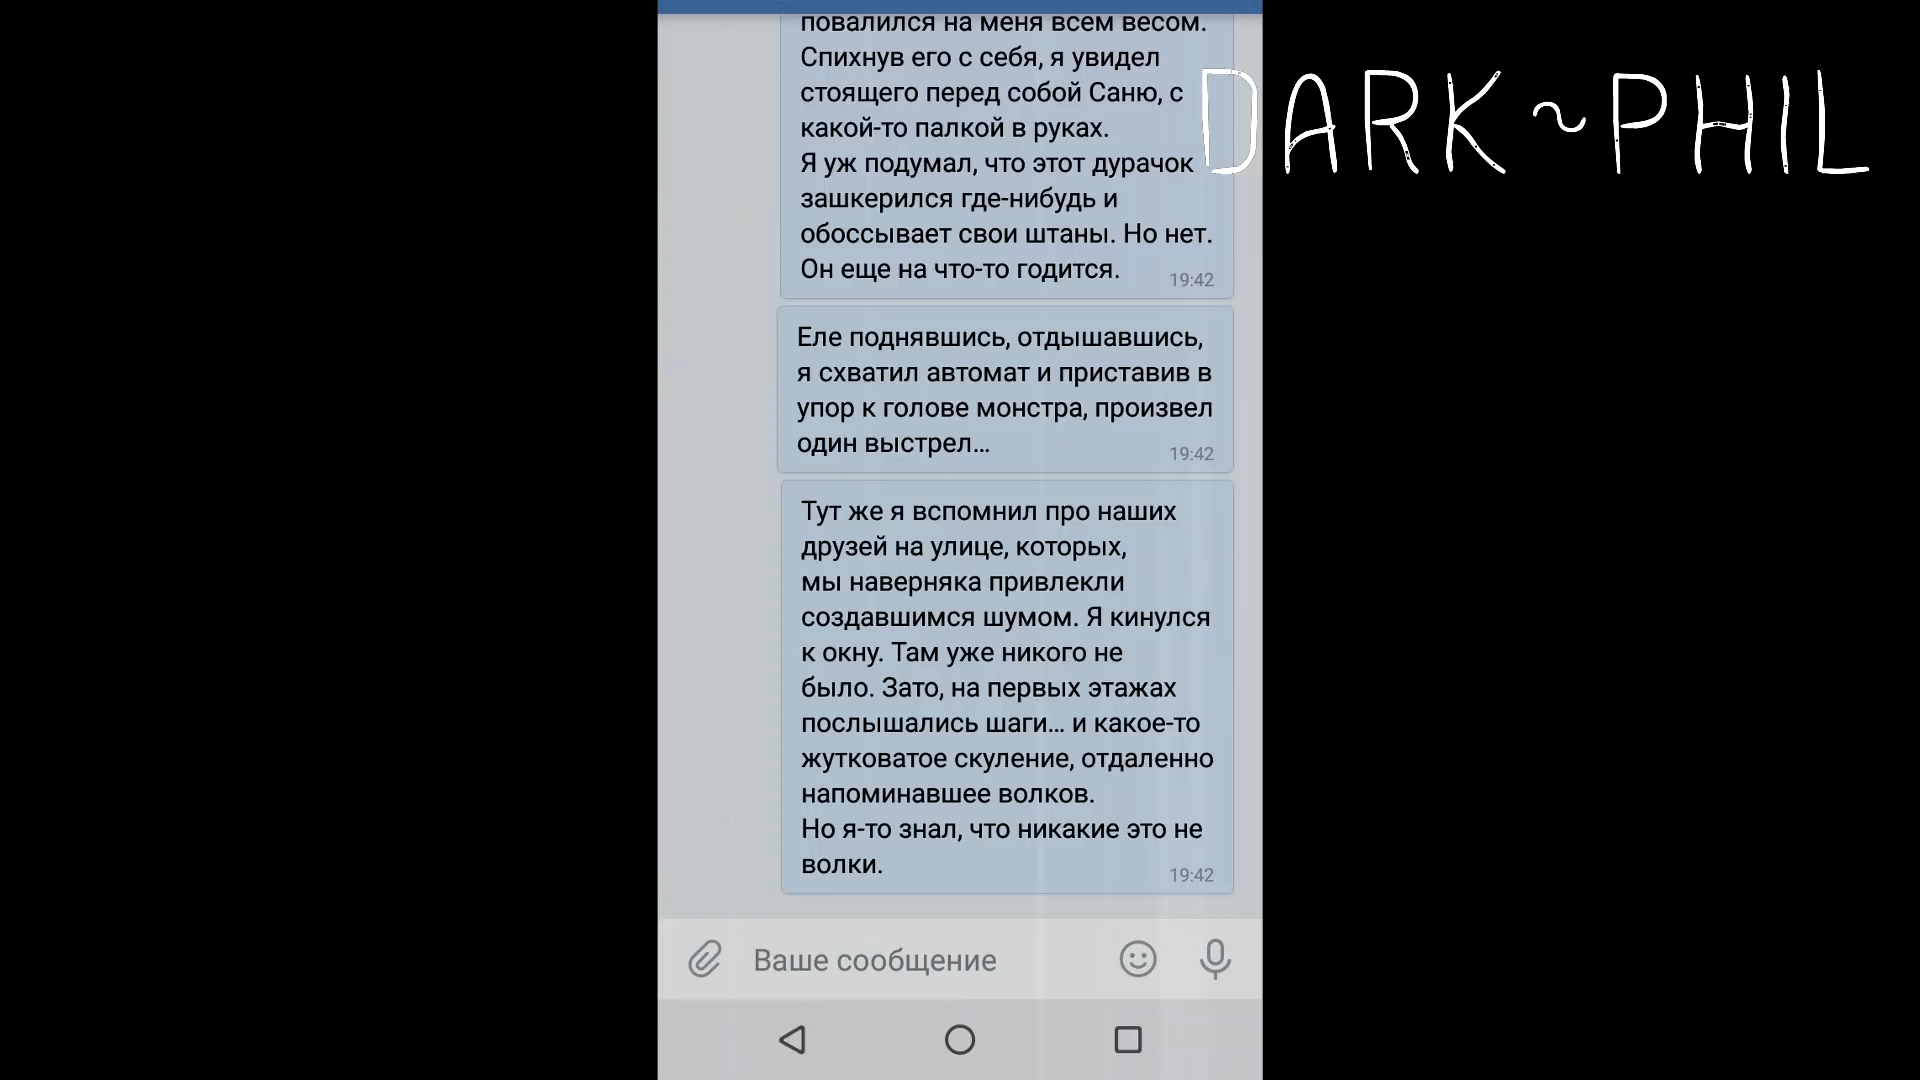 повалился на меня всем весом.
Спихнув его с себя, я увидел
стоящего перед собой Саню, с
какой-то палкой в руках.
Я уж подумал, что этот дурачок
зашкерился где-нибудь и
обоссывает свои штаны. Но нет.
Он еще на что-то годится.
19:42
DARK~PHIL
Еле поднявшись, отдышавшись,
я схватил автомат и приставив в
упор к голове монстра, произвел
один выстрел...
19:42
Тут же я вспомнил про наших
друзей на улице, которых,
мы наверняка привлекли
создавшимся шумом. Я кинулся
к окну. Там уже никого не
было. Зато, на первых этажах
послышались шаги... и какое-то
жутковатое скуление, отдаленно
напоминавшее волков.
Но я-то знал, что никакие это не
волки.
19:42
Ваше сообщение